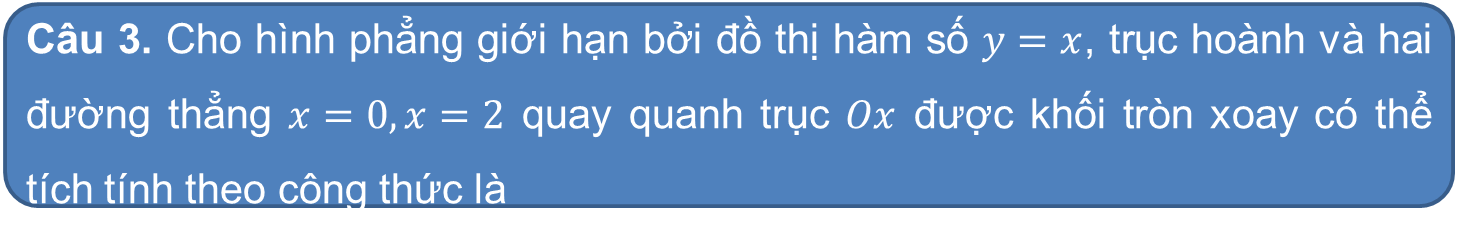 Câu 3. Cho hình phẳng giới hạn bởi đồ thị hàm số y = x, trục hoành và hai
đường thẳng x = 0, x = 2 quay quanh trục Ox được khối tròn xoay có thể
tích tính theo công thức là